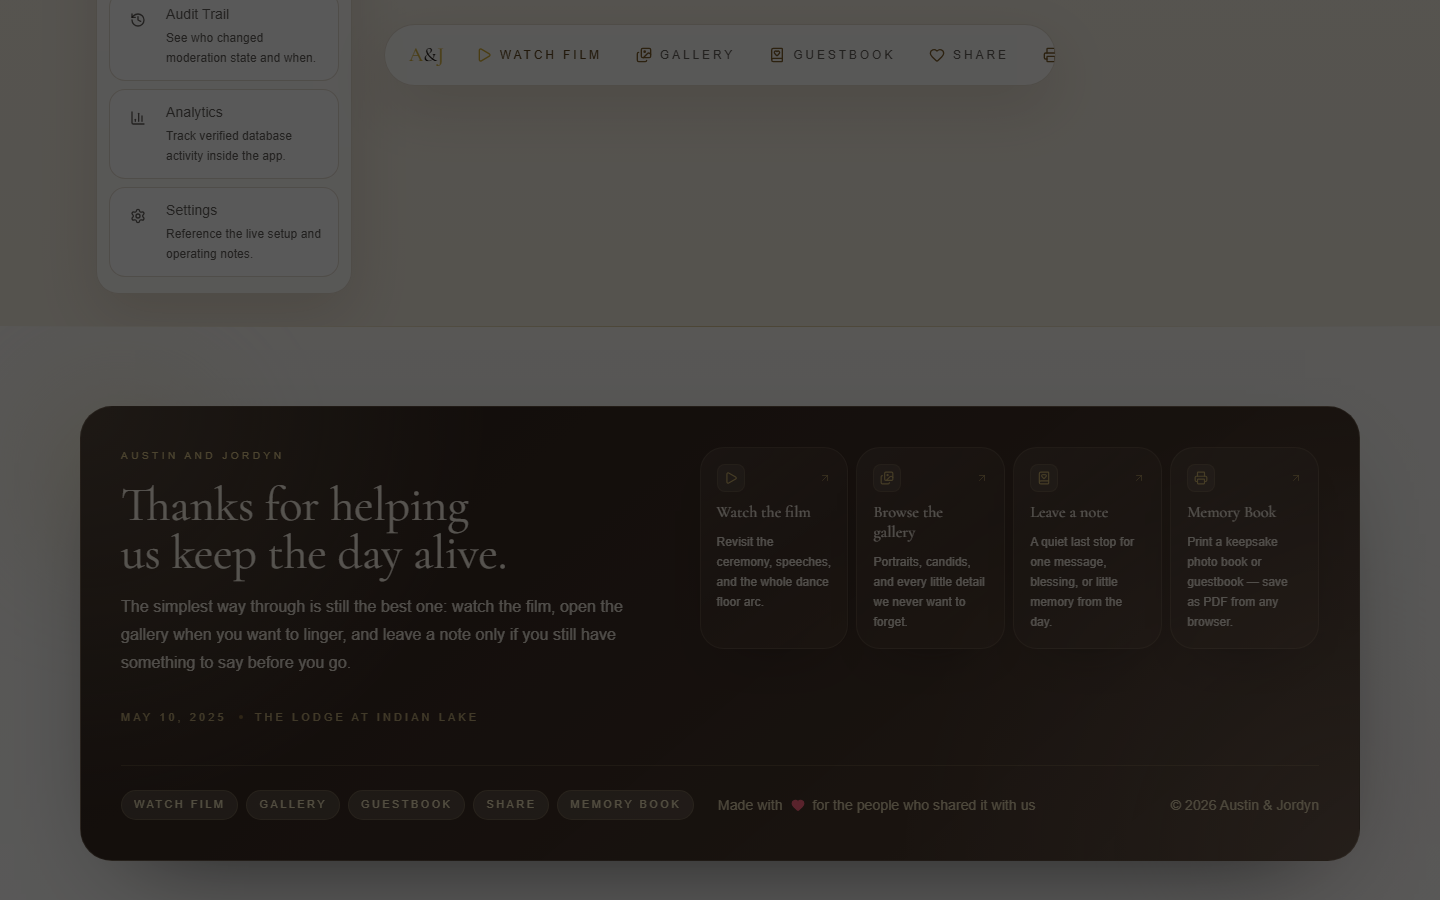 Audit Trail
See who changed
moderation state and when.
Analytics
Track verified database
activity inside the app.
Settings
Reference the live setup and
operating notes.
A&J
WATCH FILM
GALLERY
GUESTBOOK
SHARE
AUSTIN AND JORDYN
Thanks for helping
us keep the day alive.
The simplest way through is still the best one: watch the film, open the
gallery when you want to linger, and leave a note only if you still have
something to say before you go.
MAY 10, 2025 • THE LODGE AT INDIAN LAKE
Watch the film
Revisit the
ceremony, speeches,
and the whole dance
floor arc.
Browse the
gallery
Portraits, candids,
and every little detail
we never want to
forget.
Leave a note
A quiet last stop for
one message,
blessing, or little
memory from the
day.
Memory Book
Print a keepsake
photo book or
guestbook — save
as PDF from any
browser.
WATCH FILM
GALLERY
GUESTBOOK
SHARE
MEMORY BOOK
Made with ♥ for the people who shared it with us
© 2026 Austin & Jordyn